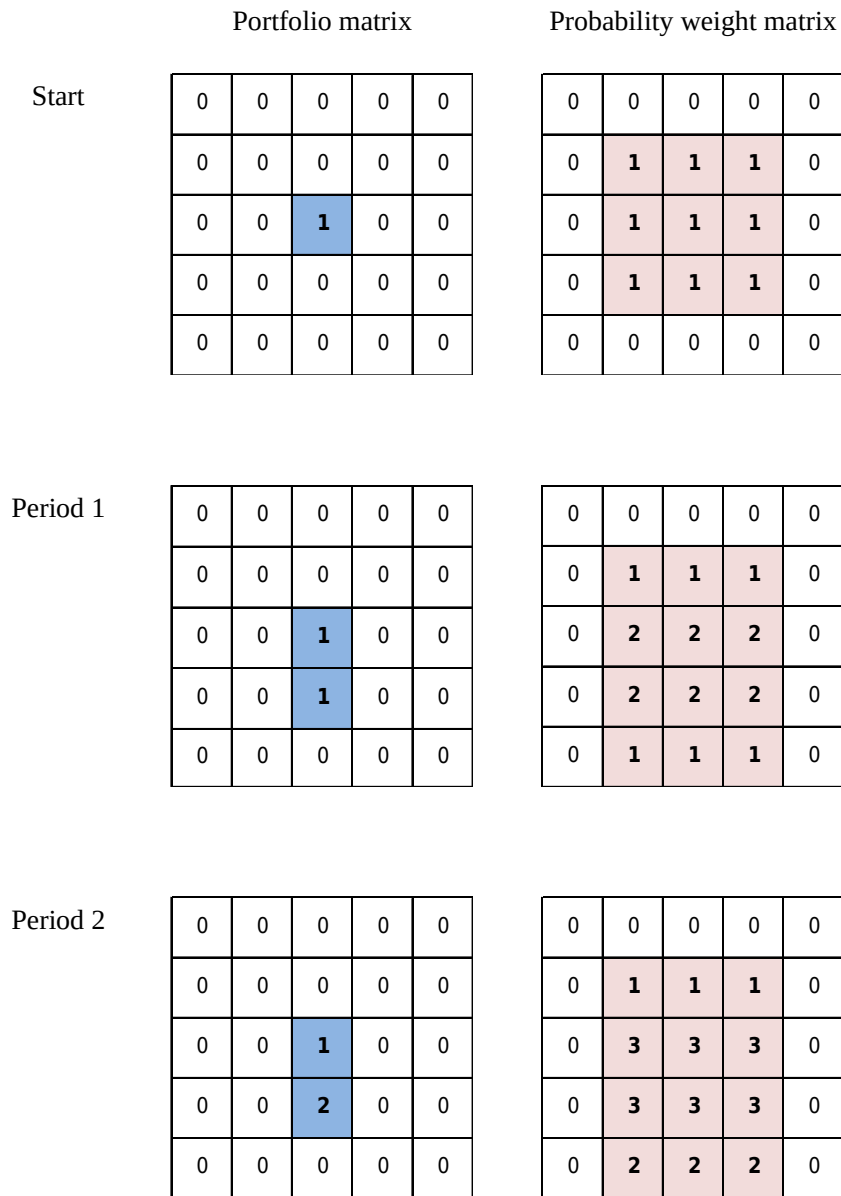 Portfolio matrix Probability weight matrix
Start
0 0 0 0 0 0 0 0 0 0
0 0 0 0 0 0 1 1 1 0
0 0 1 0 0 0 1 1 1 0
0 0 0 0 0 0 1 1 1 0
0 0 0 0 0 0 0 0 0 0
Period 1
0 0 0 0 0 0 0 0 0 0
0 0 0 0 0 0 1 1 1 0
0 0 1 0 0 0 2 2 2 0
0 0 1 0 0 0 2 2 2 0
0 0 0 0 0 0 1 1 1 0
Period 2
0 0 0 0 0 0 0 0 0 0
0 0 0 0 0 0 1 1 1 0
0 0 1 0 0 0 3 3 3 0
0 0 2 0 0 0 3 3 3 0
0 0 0 0 0 0 2 2 2 0